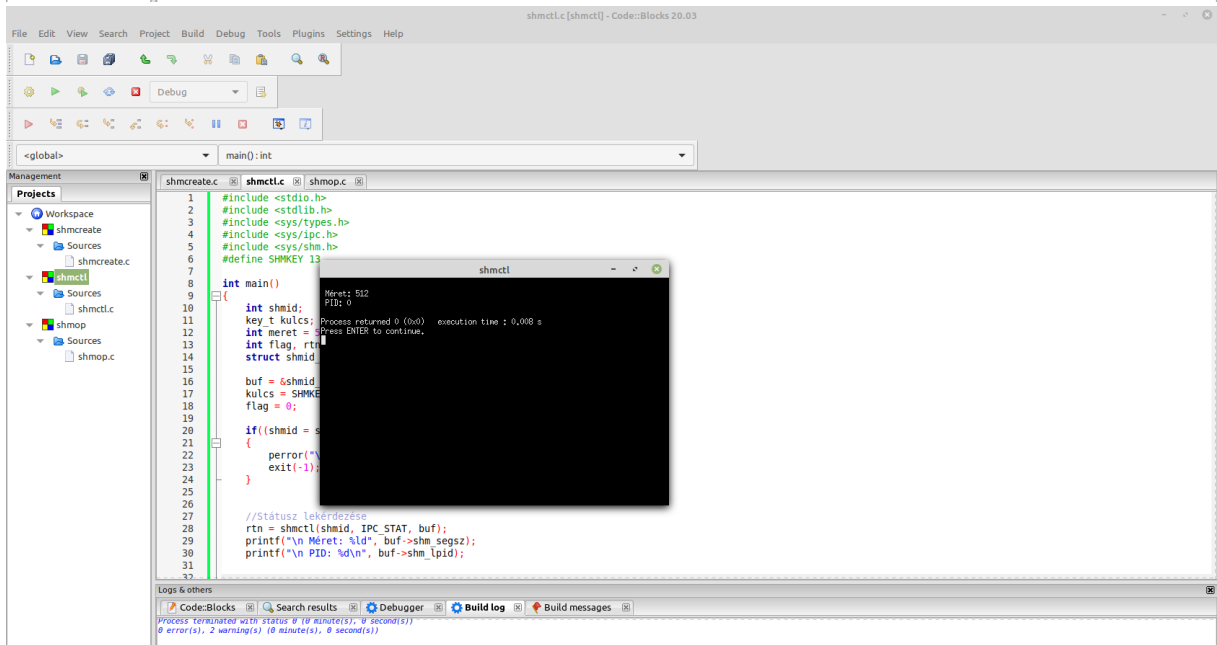 shmctl.c [shmctl] - Code::Blocks 20.03
File Edit View Search Project Build Debug Tools Plugins Settings Help
Debug
<global>
main() : int
Management
Projects
Workspace
shmcreate
Sources
shmcreate.c
shmctl
Sources
shmctl.c
shmop
Sources
shmop.c
shmcreate.c shmctl.c shmop.c
1 #include <stdio.h>
2 #include <stdlib.h>
3 #include <sys/types.h>
4 #include <sys/ipc.h>
5 #include <sys/shm.h>
6 #define SHMKEY 13
7
8 int main()
9 {
10 int shmid;
11 key_t kulcs;
12 int meret = 5
13 int flag, rtn
14 struct shmid_
15
16 buf = &shmid_
17 kulcs = SHMKE
18 flag = 0;
19
20 if((shmid = s
21 {
22 perror("\
23 exit(-1);
24 }
25
26
27 //Státusz lekérdezése
28 rtn = shmctl(shmid, IPC_STAT, buf);
29 printf("\n Méret: %ld", buf->shm_segsz);
30 printf("\n PID: %d\n", buf->shm_lpid);
31
32
shmctl
Méret: 512
PID: 0
Process returned 0 (0x0) execution time : 0,008 s
Press ENTER to continue.
Logs & others
Code::Blocks Search results Debugger Build log Build messages
Process terminated with status 0 (0 minute(s), 0 second(s))
0 error(s), 2 warning(s) (0 minute(s), 0 second(s))